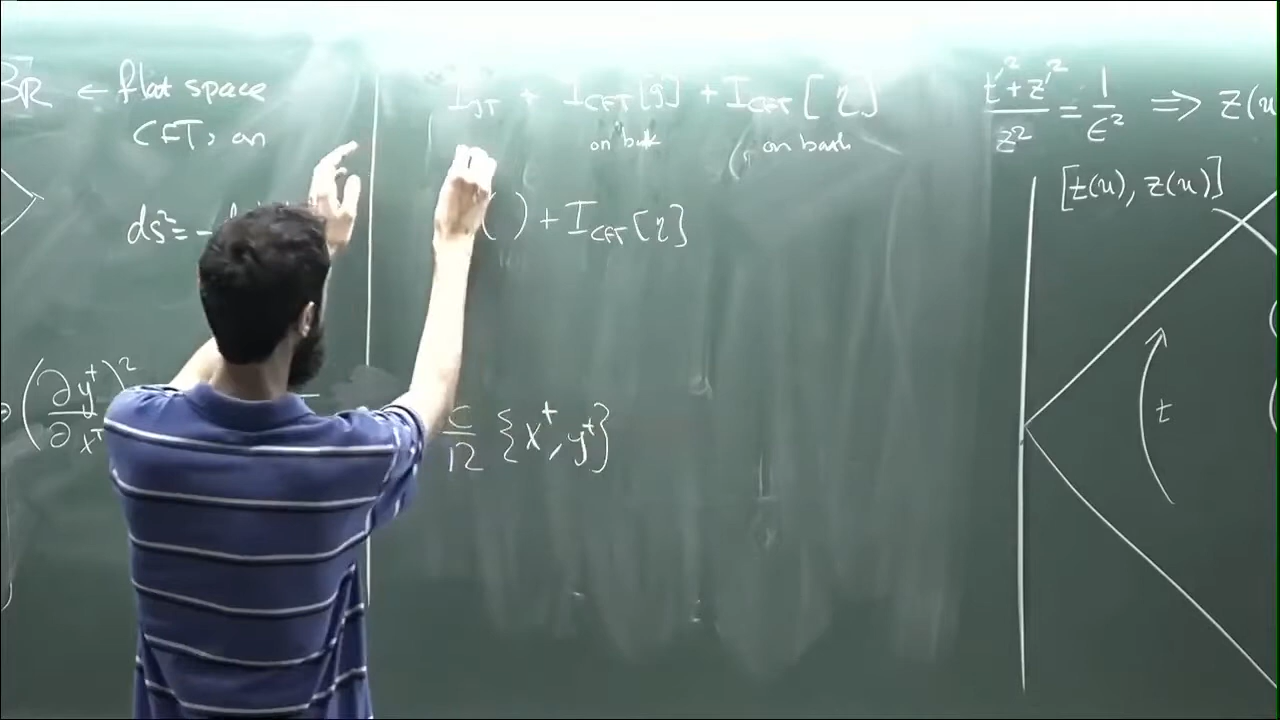 BR ← flat space
CFT, on
ds² = -
(∂y⁺/∂x⁺)²
I_JT + I_CFT[g] + I_CFT[η]
on bulk on bath
( ) + I_CFT[η]
c/12 {x⁺, y⁺}
(t'² + z'²)/z² = 1/ε² ⇒ z(u
[t(u), z(u)]
t